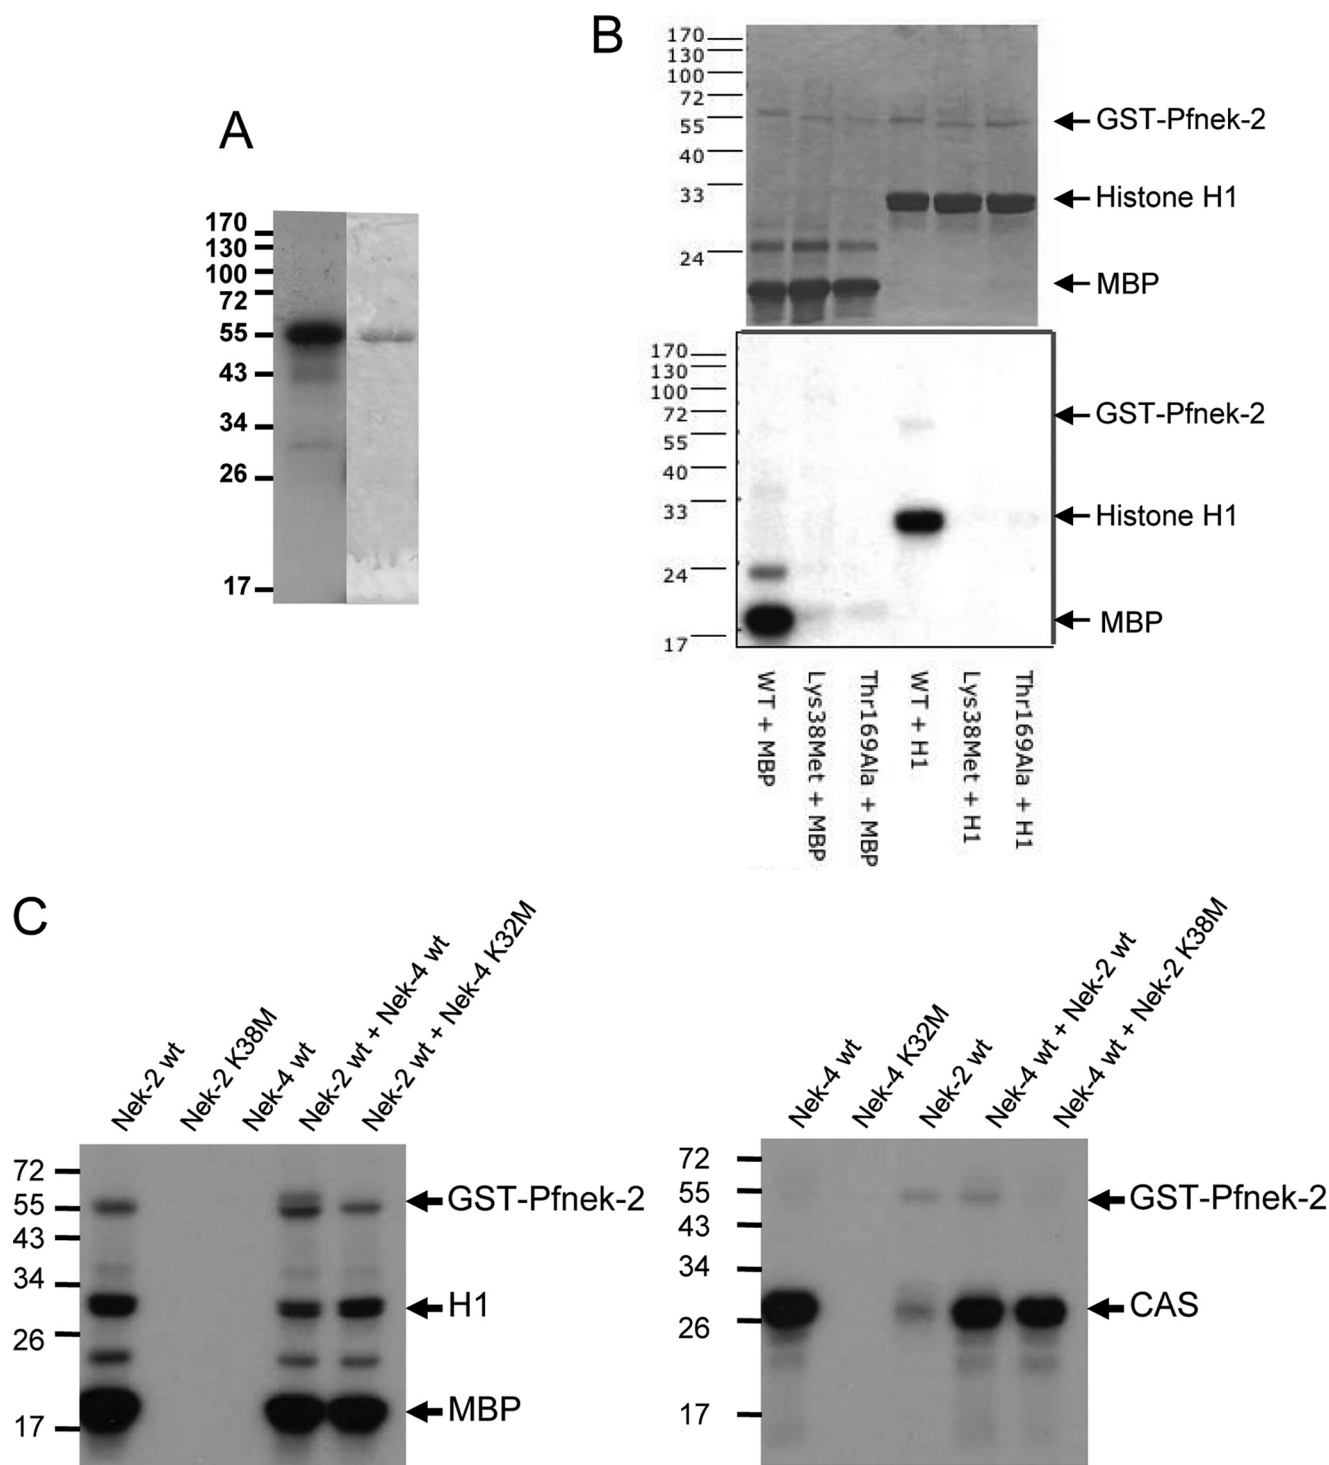 A
170
130
100
72
55
43
34
26
17
B
170
130
100
72
55
40
33
24
GST-Pfnek-2
Histone H1
MBP
170
130
100
72
55
40
33
24
17
GST-Pfnek-2
Histone H1
MBP
WT + MBP
Lys38Met + MBP
Thr169Ala + MBP
WT + H1
Lys38Met + H1
Thr169Ala + H1
C
Nek-2 wt
Nek-2 K38M
Nek-4 wt
Nek-2 wt + Nek-4 wt
Nek-2 wt + Nek-4 K32M
72
55
43
34
26
17
GST-Pfnek-2
H1
MBP
Nek-4 wt
Nek-4 K32M
Nek-2 wt
Nek-4 wt + Nek-2 wt
Nek-4 wt + Nek-2 K38M
72
55
43
34
26
17
GST-Pfnek-2
CAS